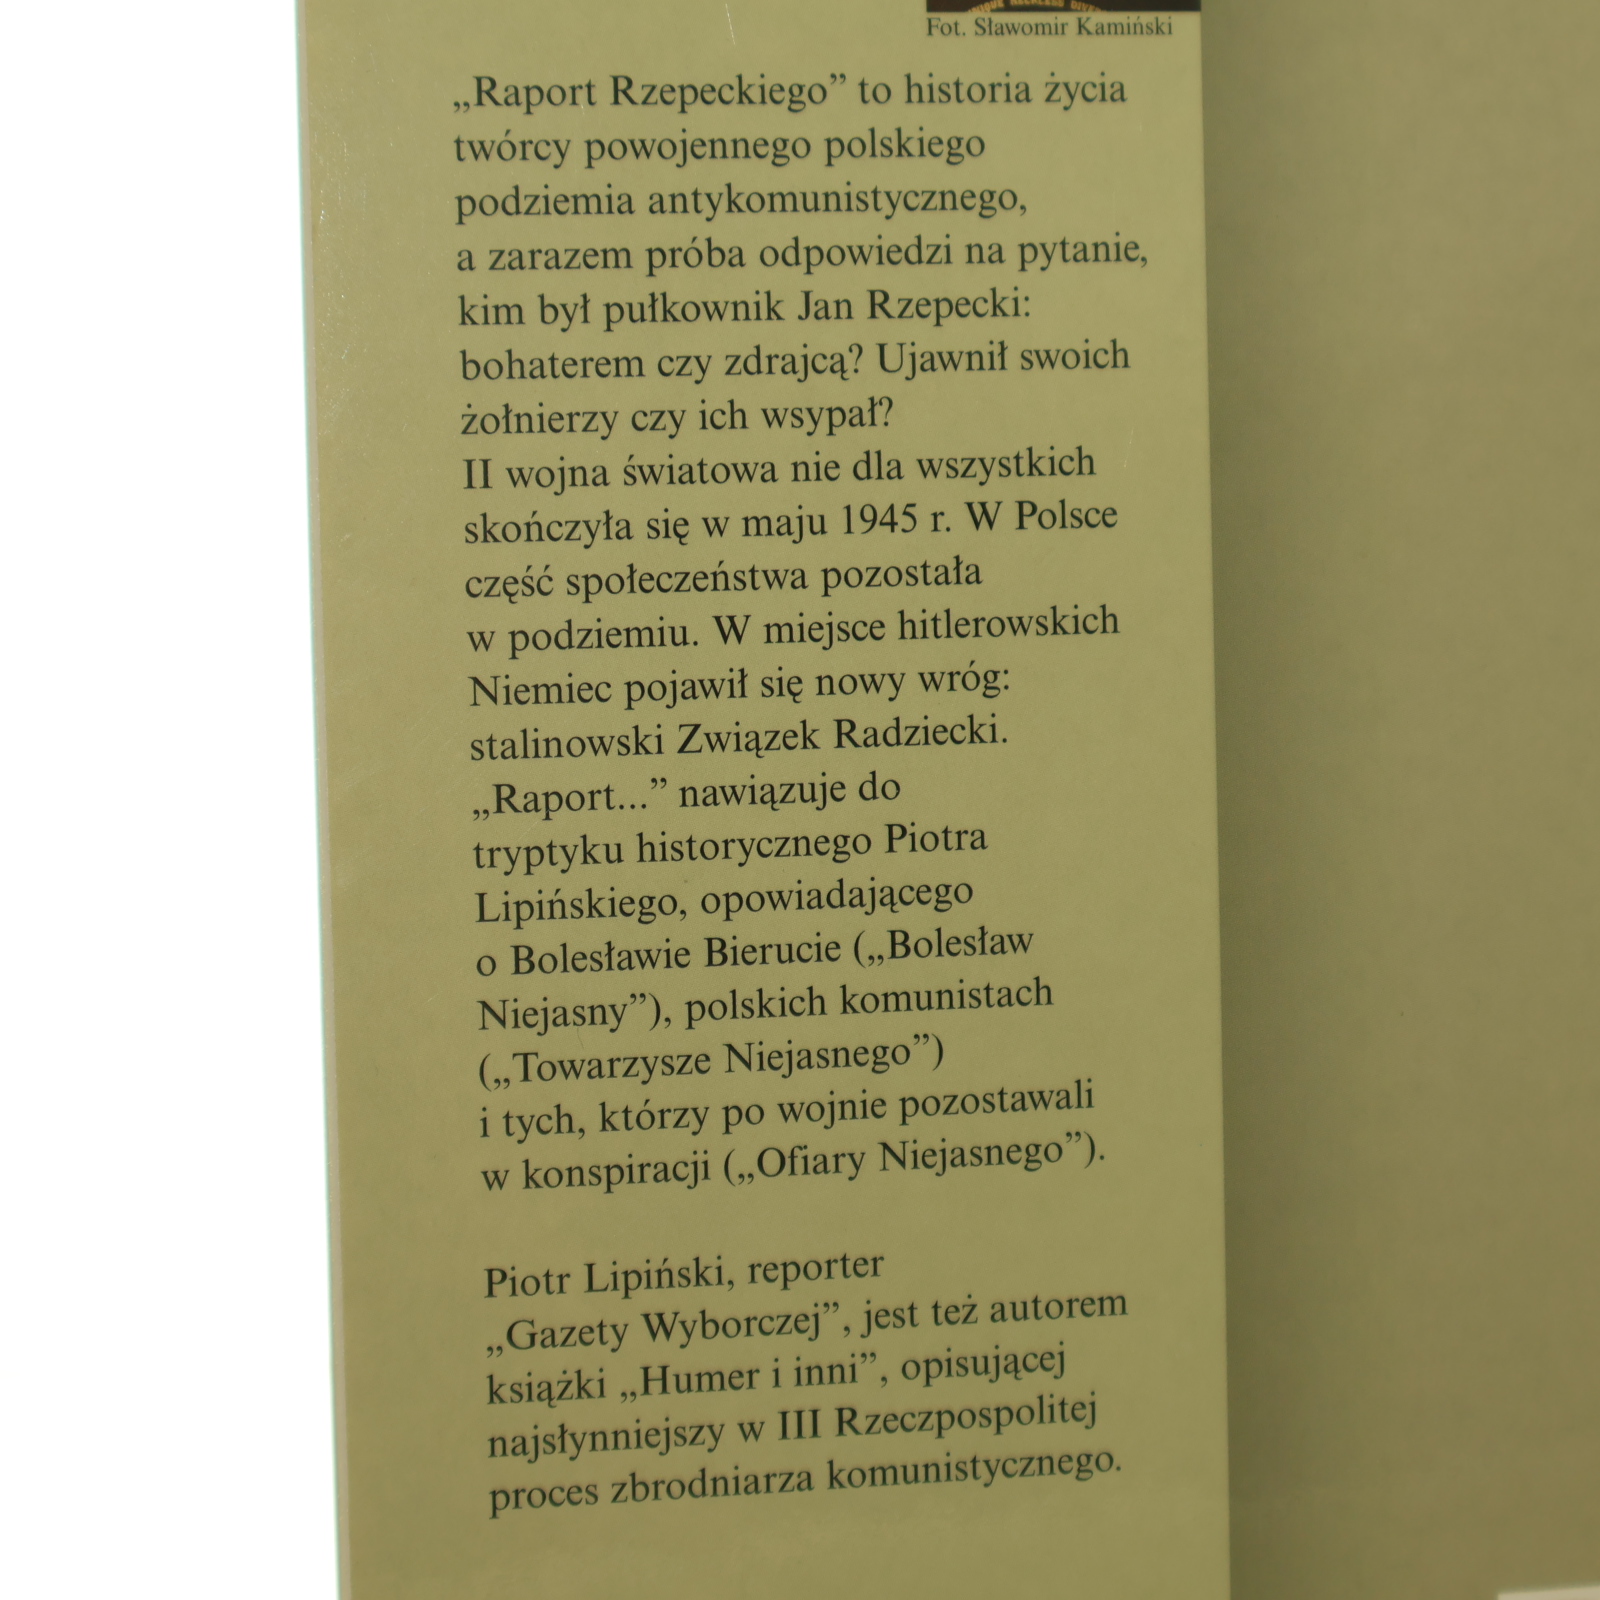 UNIQUE RECKLESS DIVE
Fot. Sławomir Kamiński
„Raport Rzepeckiego” to historia życia
twórcy powojennego polskiego
podziemia antykomunistycznego,
a zarazem próba odpowiedzi na pytanie,
kim był pułkownik Jan Rzepecki:
bohaterem czy zdrajcą? Ujawnił swoich
żołnierzy czy ich wsypał?
II wojna światowa nie dla wszystkich
skończyła się w maju 1945 r. W Polsce
część społeczeństwa pozostała
w podziemiu. W miejsce hitlerowskich
Niemiec pojawił się nowy wróg:
stalinowski Związek Radziecki.
„Raport...” nawiązuje do
tryptyku historycznego Piotra
Lipińskiego, opowiadającego
o Bolesławie Bierucie („Bolesław
Niejasny”), polskich komunistach
(„Towarzysze Niejasnego”)
i tych, którzy po wojnie pozostawali
w konspiracji („Ofiary Niejasnego”).
Piotr Lipiński, reporter
„Gazety Wyborczej”, jest też autorem
książki „Humer i inni”, opisującej
najsłynniejszy w III Rzeczpospolitej
proces zbrodniarza komunistycznego.